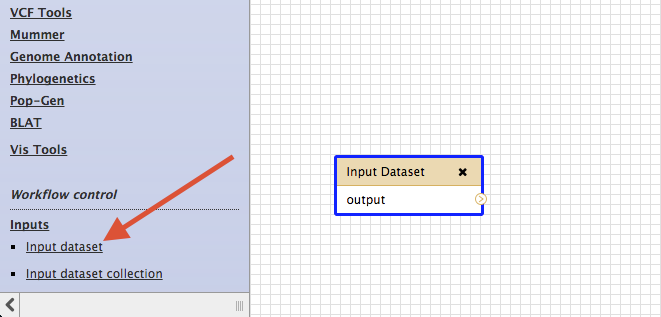 VCF Tools
Mummer
Genome Annotation
Phylogenetics
Pop-Gen
BLAT
Vis Tools
Workflow control
Inputs
Input dataset
Input dataset collection
Input Dataset
output